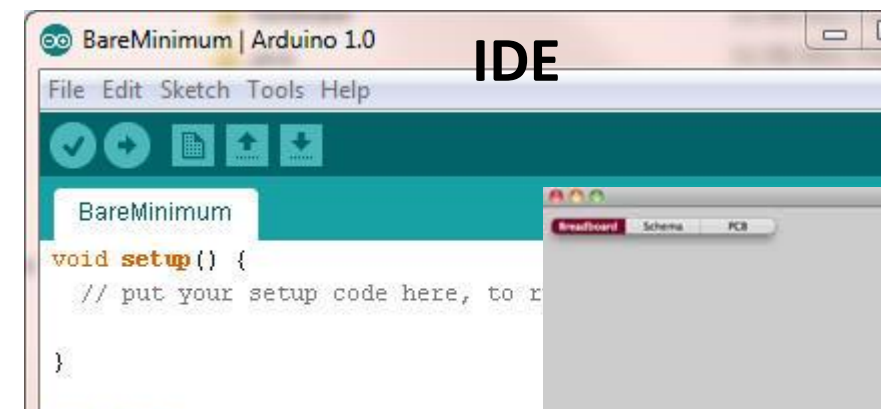 BareMinimum | Arduino 1.0
IDE
File Edit Sketch Tools Help
BareMinimum
Breadboard Schema PCB
void setup() {
// put your setup code here, to r
}